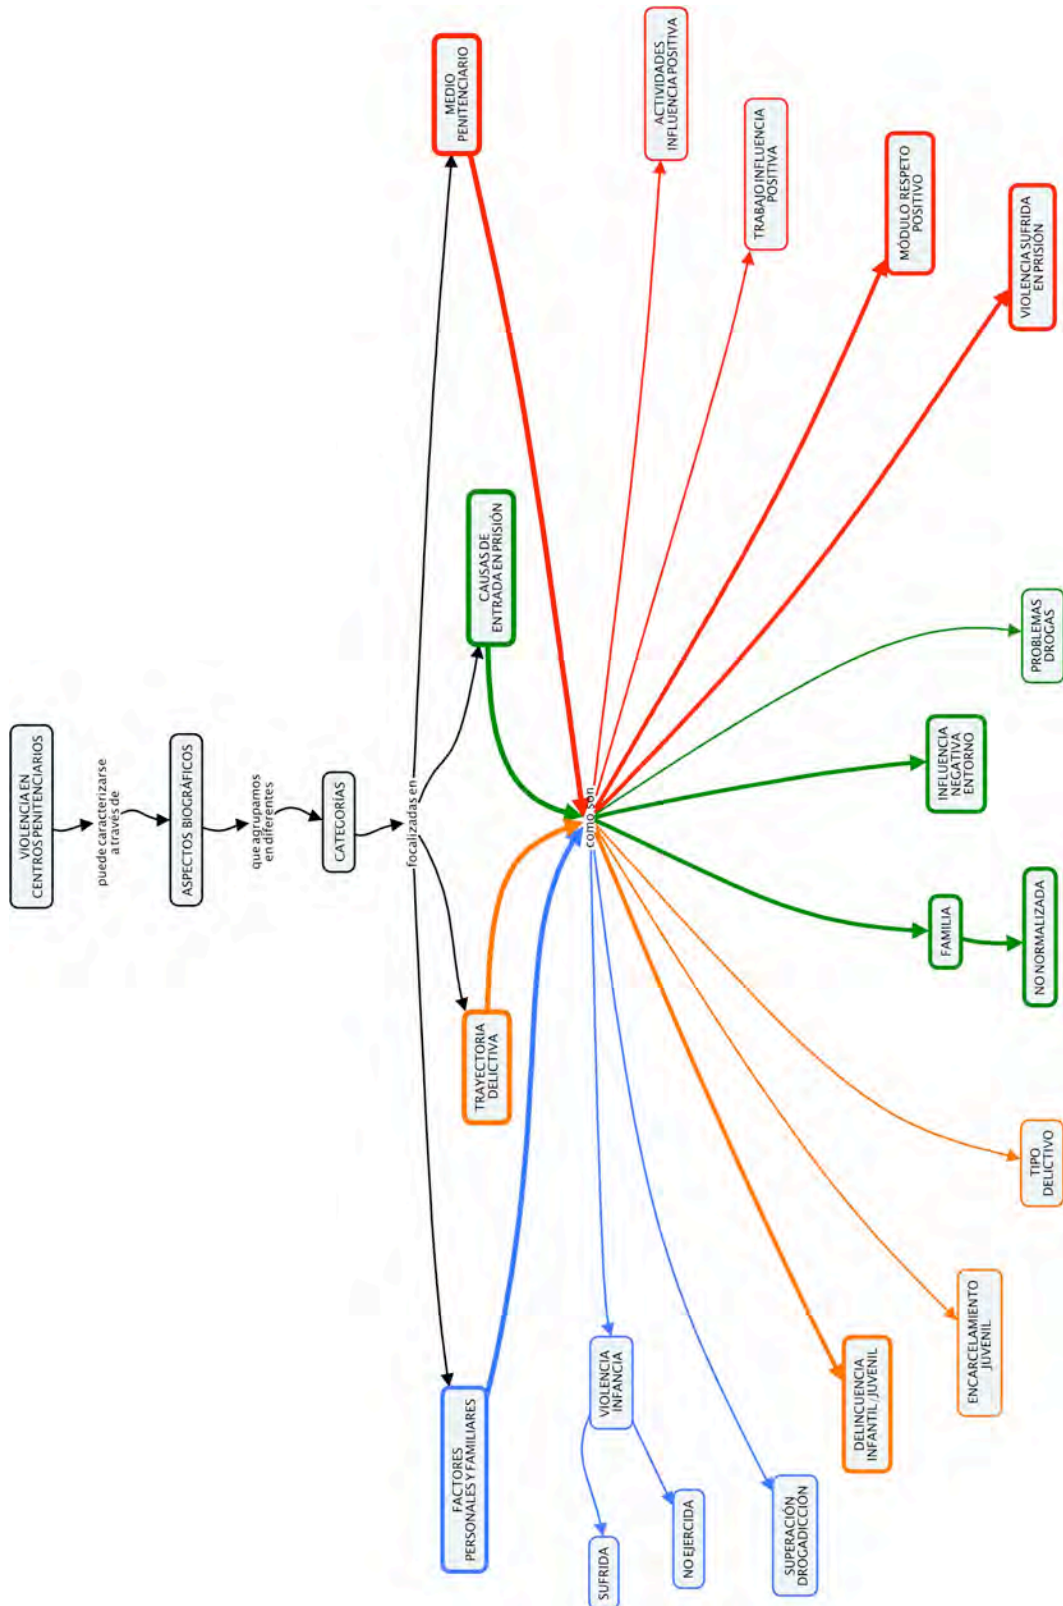 VIOLENCIA EN
CENTROS PENITENCIARIOS
puede caracterizarse
a través de
ASPECTOS BIOGRÁFICOS
que agrupamos
en diferentes
CATEGORÍAS
focalizadas en
FACTORES
PERSONALES Y FAMILIARES
TRAYECTORIA
DELICTIVA
CAUSAS DE
ENTRADA EN PRISIÓN
MEDIO
PENITENCIARIO
como son
SUFRIDA
VIOLENCIA
INFANCIA
NO EJERCIDA
SUPERACIÓN
DROGADICCIÓN
DELINCUENCIA
INFANTIL / JUVENIL
ENCARCELAMIENTO
JUVENIL
TIPO
DELICTIVO
FAMILIA
NO NORMALIZADA
INFLUENCIA
NEGATIVA
ENTORNO
PROBLEMAS
DROGAS
VIOLENCIA SUFRIDA
EN PRISIÓN
MÓDULO RESPETO
POSITIVO
TRABAJO INFLUENCIA
POSITIVA
ACTIVIDADES
INFLUENCIA POSITIVA